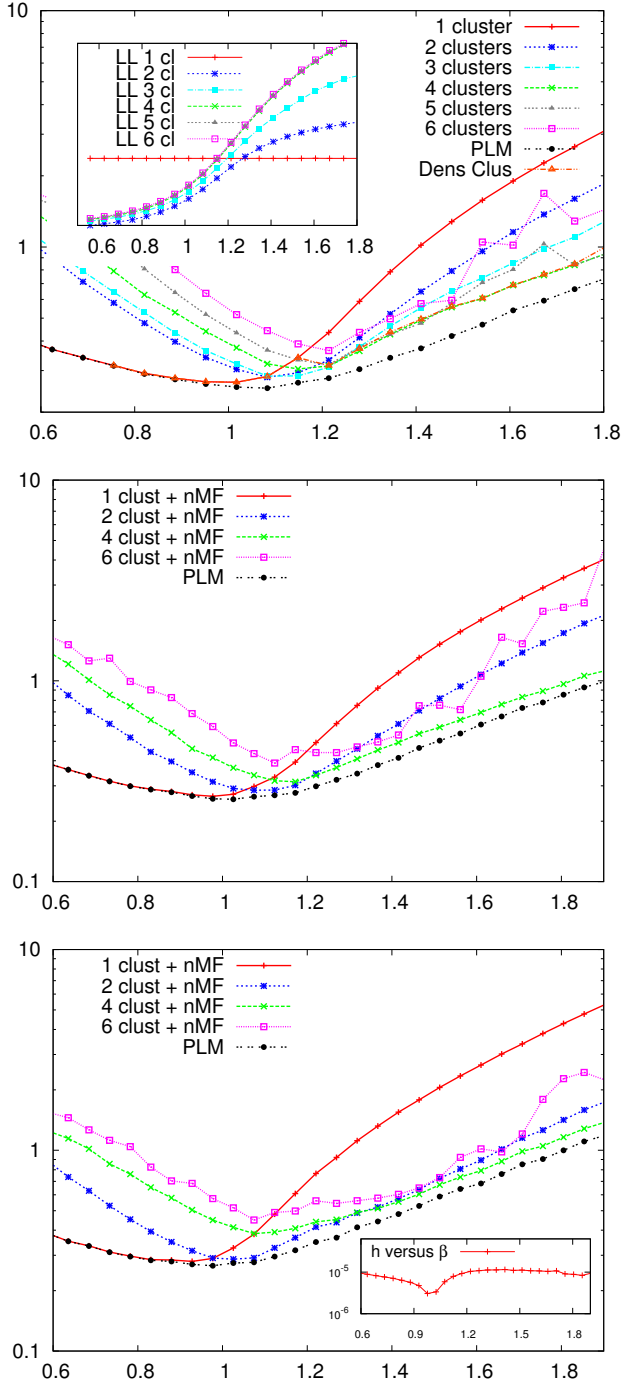 10
1
0.6
0.8
1
1.2
1.4
1.6
1.8
LL 1 cl
LL 2 cl
LL 3 cl
LL 4 cl
LL 5 cl
LL 6 cl
0.6 0.8 1.0 1.2 1.4 1.6 1.8
1 cluster
2 clusters
3 clusters
4 clusters
5 clusters
6 clusters
PLM
Dens Clus
10
1
0.1
1 clust + nMF
2 clust + nMF
4 clust + nMF
6 clust + nMF
PLM
0.6 0.8 1 1.2 1.4 1.6 1.8
10
1
0.1
1 clust + nMF
2 clust + nMF
4 clust + nMF
6 clust + nMF
PLM
h versus β
10^-5
10^-6
0.6 0.9 1.2 1.5 1.8
0.6 0.8 1 1.2 1.4 1.6 1.8